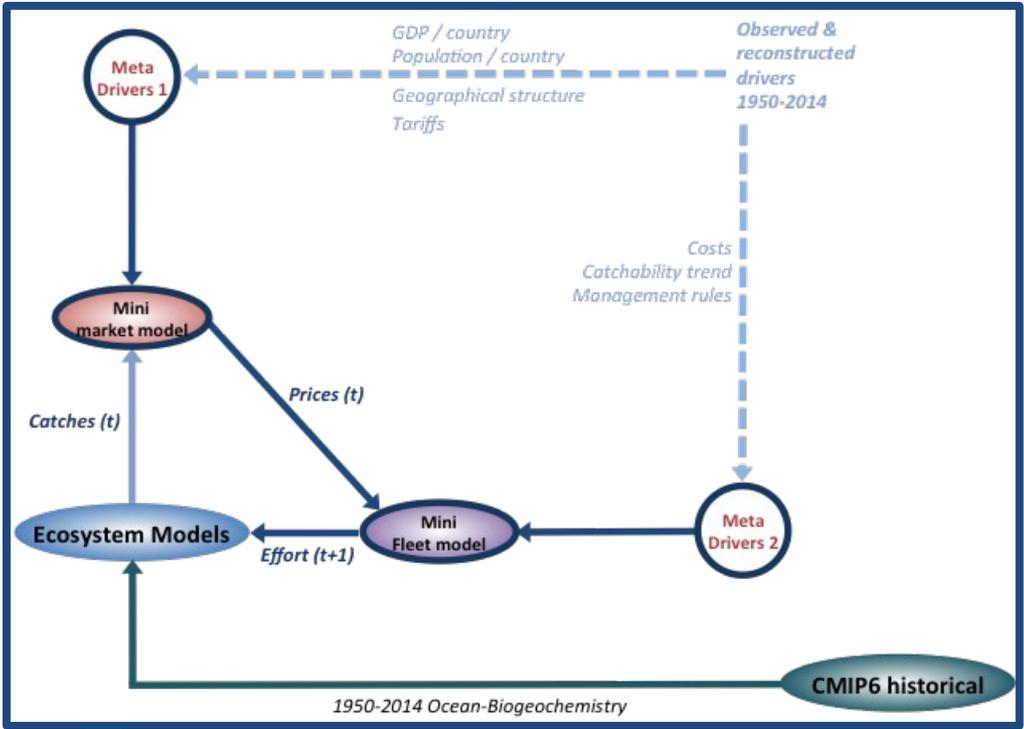 Meta
Drivers 1
GDP / country
Population / country
Geographical structure
Tariffs
Observed &
reconstructed
drivers
1950-2014
Costs
Catchability trend
Management rules
Mini
market model
Prices (t)
Catches (t)
Ecosystem Models
Effort (t+1)
Mini
Fleet model
Meta
Drivers 2
CMIP6 historical
1950-2014 Ocean-Biogeochemistry